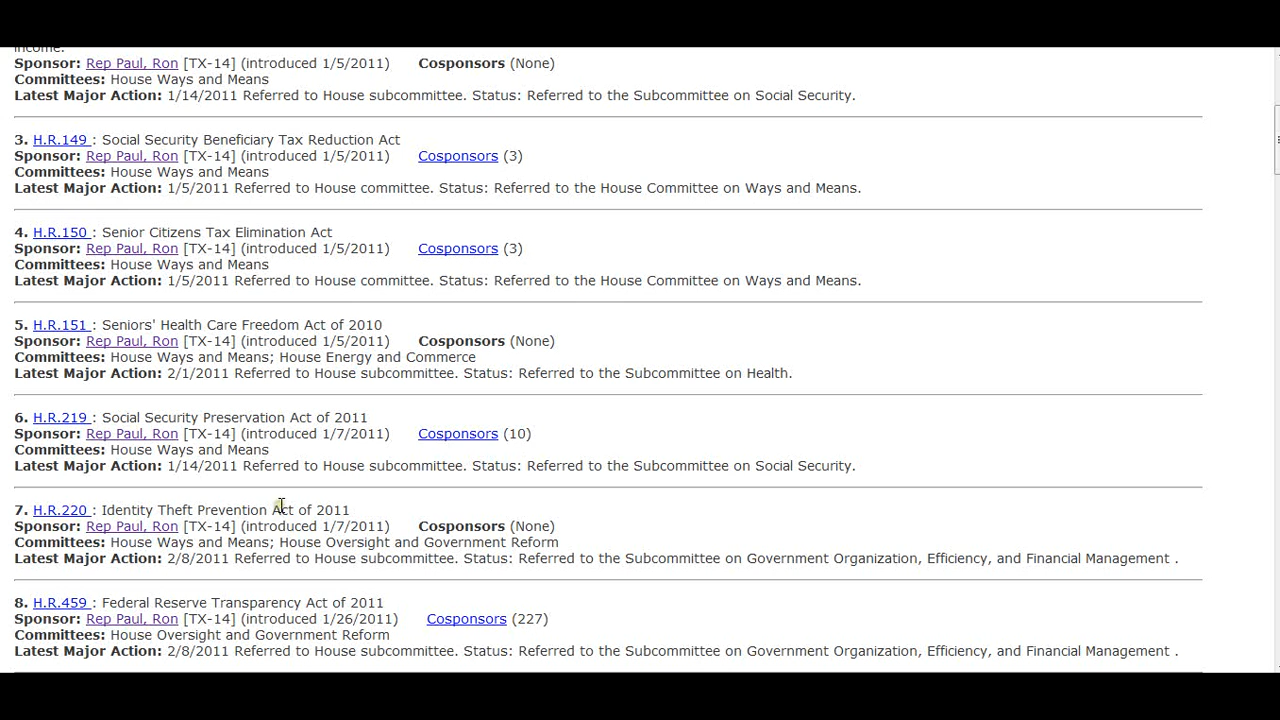 income.
Sponsor: Rep Paul, Ron [TX-14] (introduced 1/5/2011) Cosponsors (None)
Committees: House Ways and Means
Latest Major Action: 1/14/2011 Referred to House subcommittee. Status: Referred to the Subcommittee on Social Security.
3. H.R.149 : Social Security Beneficiary Tax Reduction Act
Sponsor: Rep Paul, Ron [TX-14] (introduced 1/5/2011) Cosponsors (3)
Committees: House Ways and Means
Latest Major Action: 1/5/2011 Referred to House committee. Status: Referred to the House Committee on Ways and Means.
4. H.R.150 : Senior Citizens Tax Elimination Act
Sponsor: Rep Paul, Ron [TX-14] (introduced 1/5/2011) Cosponsors (3)
Committees: House Ways and Means
Latest Major Action: 1/5/2011 Referred to House committee. Status: Referred to the House Committee on Ways and Means.
5. H.R.151 : Seniors' Health Care Freedom Act of 2010
Sponsor: Rep Paul, Ron [TX-14] (introduced 1/5/2011) Cosponsors (None)
Committees: House Ways and Means; House Energy and Commerce
Latest Major Action: 2/1/2011 Referred to House subcommittee. Status: Referred to the Subcommittee on Health.
6. H.R.219 : Social Security Preservation Act of 2011
Sponsor: Rep Paul, Ron [TX-14] (introduced 1/7/2011) Cosponsors (10)
Committees: House Ways and Means
Latest Major Action: 1/14/2011 Referred to House subcommittee. Status: Referred to the Subcommittee on Social Security.
7. H.R.220 : Identity Theft Prevention Act of 2011
Sponsor: Rep Paul, Ron [TX-14] (introduced 1/7/2011) Cosponsors (None)
Committees: House Ways and Means; House Oversight and Government Reform
Latest Major Action: 2/8/2011 Referred to House subcommittee. Status: Referred to the Subcommittee on Government Organization, Efficiency, and Financial Management .
8. H.R.459 : Federal Reserve Transparency Act of 2011
Sponsor: Rep Paul, Ron [TX-14] (introduced 1/26/2011) Cosponsors (227)
Committees: House Oversight and Government Reform
Latest Major Action: 2/8/2011 Referred to House subcommittee. Status: Referred to the Subcommittee on Government Organization, Efficiency, and Financial Management .